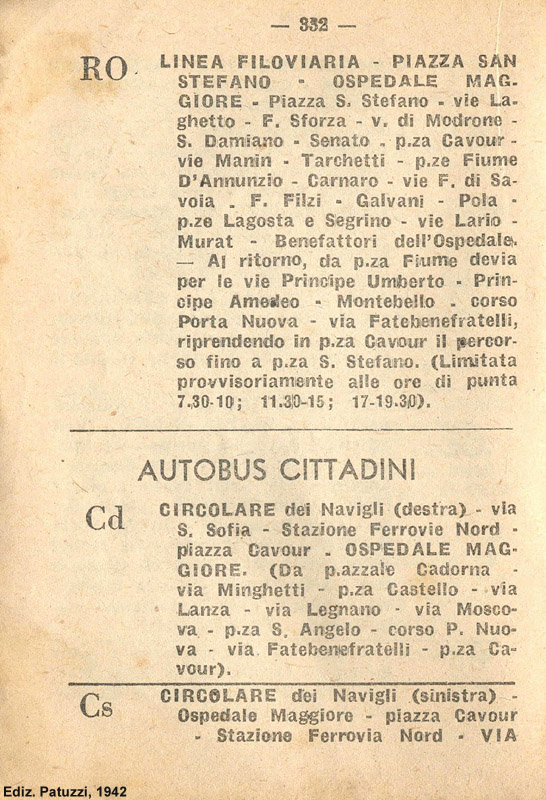 — 332 —
RO
LINEA FILOVIARIA - PIAZZA SAN
STEFANO - OSPEDALE MAG-
GIORE - Piazza S. Stefano - vie La-
ghetto - F. Sforza - v. di Modrone -
S. Damiano - Senato . p.za Cavour -
vie Manin - Tarchetti - p.ze Fiume
D'Annunzio - Carnaro - vie F. di Sa-
voia . F. Filzi - Galvani - Pola -
p.ze Lagosta e Segrino - vie Lario -
Murat - Benefattori dell'Ospedale.
— Al ritorno, da p.za Fiume devia
per le vie Principe Umberto - Prin-
cipe Amedeo - Montebello . corso
Porta Nuova - via Fatebenefratelli,
riprendendo in p.za Cavour il percor-
so fino a p.za S. Stefano. (Limitata
provvisoriamente alle ore di punta
7.30-10; 11.30-15; 17-19.30).
AUTOBUS CITTADINI
Cd
CIRCOLARE dei Navigli (destra) - via
S. Sofia - Stazione Ferrovie Nord -
piazza Cavour . OSPEDALE MAG-
GIORE. (Da p.azzale Cadorna -
via Minghetti - p.za Castello - via
Lanza - via Legnano - via Mosco-
va - p.za S. Angelo - corso P. Nuo-
va - via Fatebenefratelli - p.za Ca-
vour).
Cs
CIRCOLARE dei Navigli (sinistra) -
Ospedale Maggiore - piazza Cavour
- Stazione Ferrovia Nord - VIA
Ediz. Patuzzi, 1942